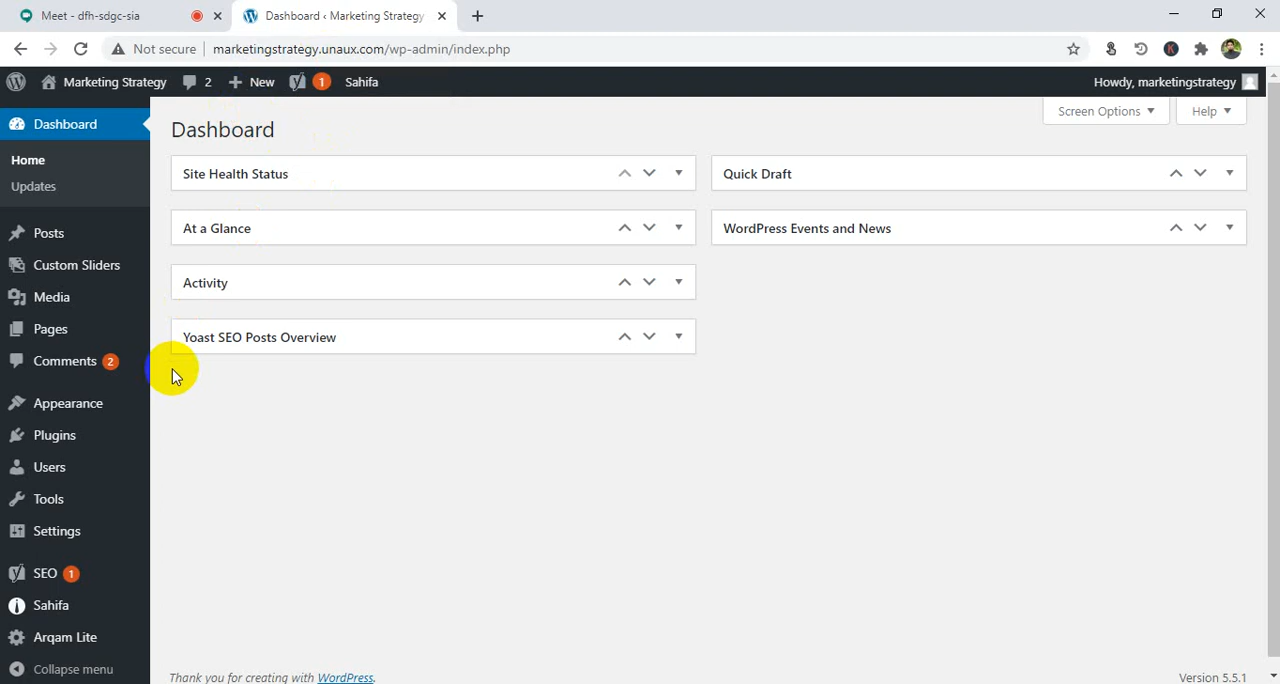 Meet - dfh-sdgc-sia
Dashboard ‹ Marketing Strategy
Not secure | marketingstrategy.unaux.com/wp-admin/index.php
K
Marketing Strategy 2 New 1 Sahifa Howdy, marketingstrategy
Screen Options Help
Dashboard
Home
Updates
Posts
Custom Sliders
Media
Pages
Comments 2
Appearance
Plugins
Users
Tools
Settings
SEO 1
Sahifa
Arqam Lite
Collapse menu
Dashboard
Site Health Status
At a Glance
Activity
Yoast SEO Posts Overview
Quick Draft
WordPress Events and News
Thank you for creating with WordPress.
Version 5.5.1